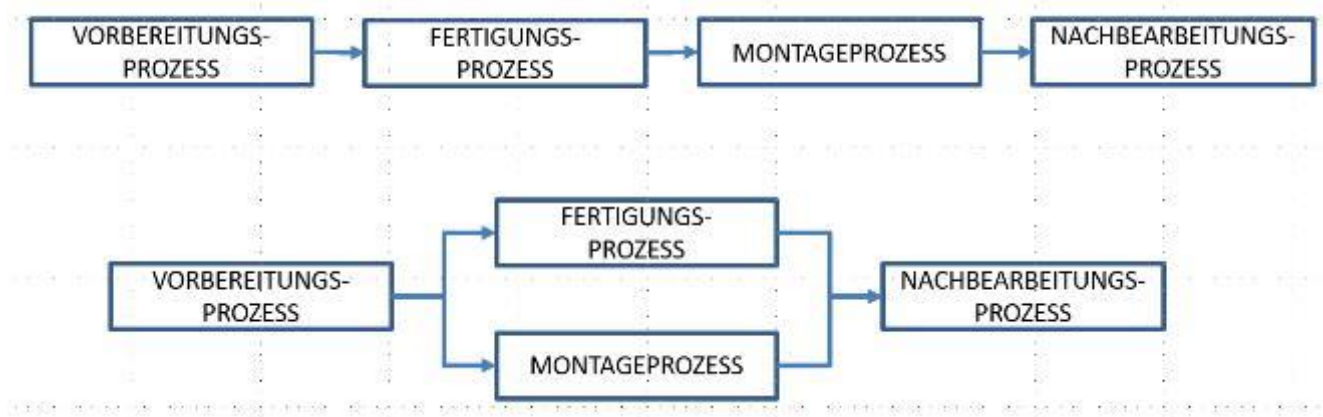 VORBEREITUNGS-
PROZESS
FERTIGUNGS-
PROZESS
MONTAGEPROZESS
NACHBEARBEITUNGS-
PROZESS
FERTIGUNGS-
PROZESS
VORBEREITUNGS-
PROZESS
NACHBEARBEITUNGS-
PROZESS
MONTAGEPROZESS